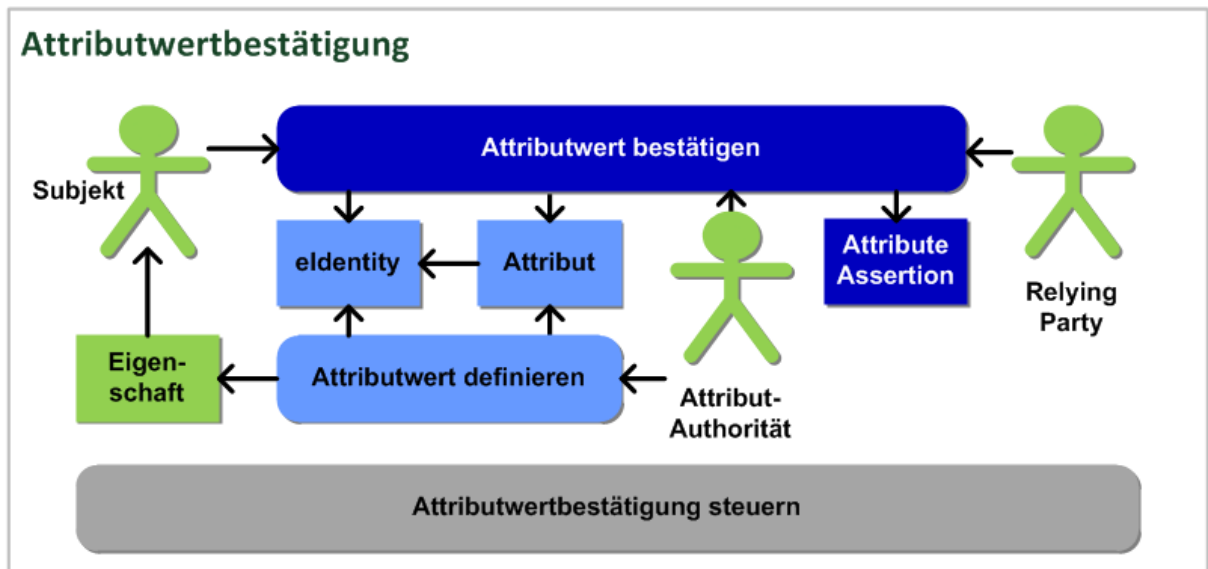 Attributwertbestätigung
Attributwert bestätigen
Subjekt
eIdentity
Attribut
Attribute
Assertion
Relying
Party
Eigen-
schaft
Attributwert definieren
Attribut-
Authorität
Attributwertbestätigung steuern